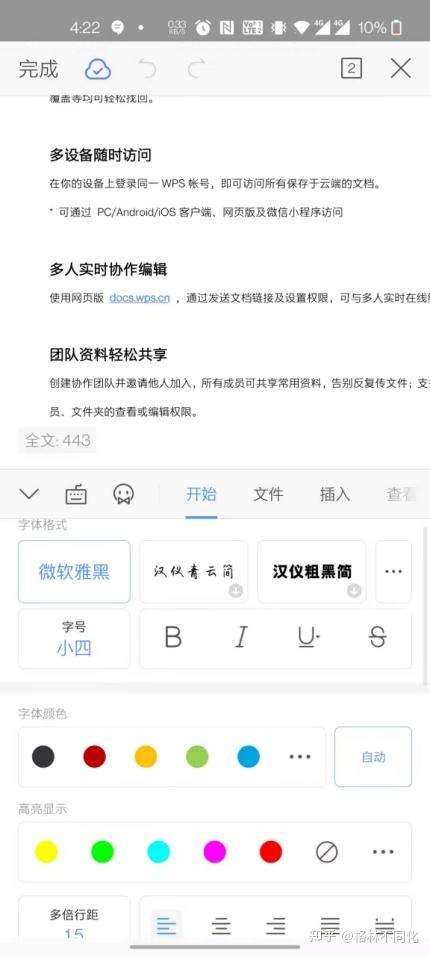 4:22
0.33
KB/S
Vo 1
LTE 2
4G
4G
10%
完成
2
覆盖等均可轻松找回。
多设备随时访问
在你的设备上登录同一 WPS 帐号，即可访问所有保存于云端的文档。
* 可通过 PC/Android/iOS 客户端、网页版及微信小程序访问
多人实时协作编辑
使用网页版 docs.wps.cn ，通过发送文档链接及设置权限，可与多人实时在线
团队资料轻松共享
创建协作团队并邀请他人加入，所有成员可共享常用资料，告别反复传文件；支
员、文件夹的查看或编辑权限。
全文: 443
开始 文件 插入 查看
字体格式
微软雅黑 汉仪青云简 汉仪粗黑简 ···
字号
小四
B I U S
字体颜色
··· 自动
高亮显示
···
多倍行距
15
知乎 @格林不同化